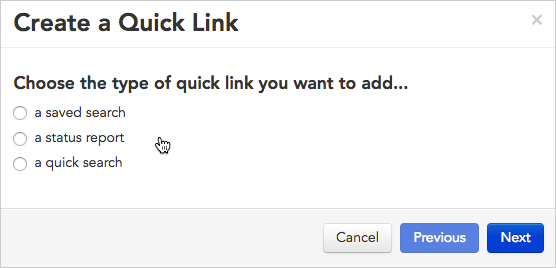 Create a Quick Link
×
Choose the type of quick link you want to add...
a saved search
a status report
a quick search
Cancel Previous Next